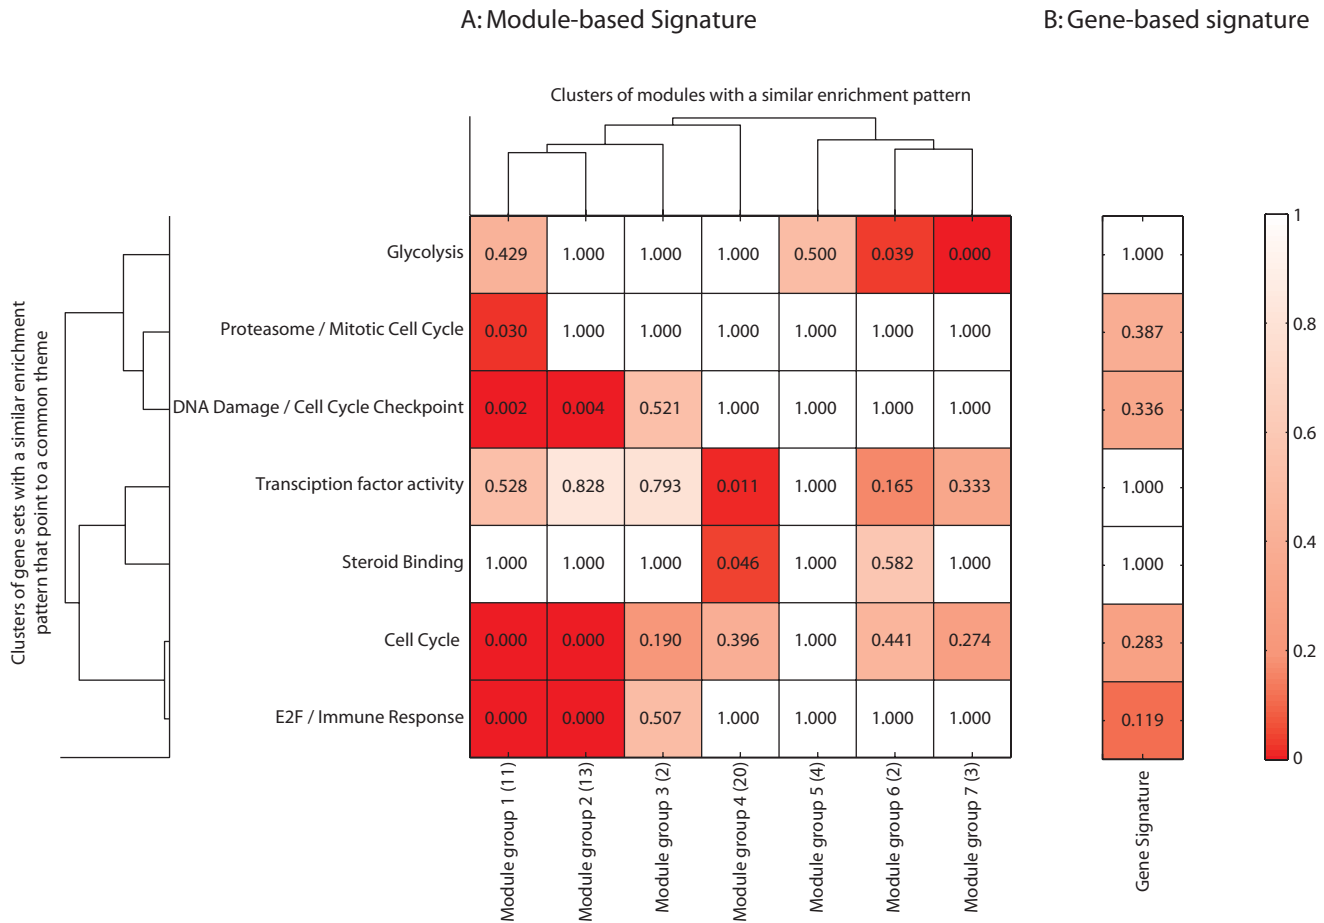 A: Module-based Signature
B: Gene-based signature
Clusters of modules with a similar enrichment pattern
Clusters of gene sets with a similar enrichment
pattern that point to a common theme
Glycolysis 0.429 1.000 1.000 1.000 0.500 0.039 0.000 1.000
Proteasome / Mitotic Cell Cycle 0.030 1.000 1.000 1.000 1.000 1.000 1.000 0.387
DNA Damage / Cell Cycle Checkpoint 0.002 0.004 0.521 1.000 1.000 1.000 1.000 0.336
Transciption factor activity 0.528 0.828 0.793 0.011 1.000 0.165 0.333 1.000
Steroid Binding 1.000 1.000 1.000 0.046 1.000 0.582 1.000 1.000
Cell Cycle 0.000 0.000 0.190 0.396 1.000 0.441 0.274 0.283
E2F / Immune Response 0.000 0.000 0.507 1.000 1.000 1.000 1.000 0.119
Module group 1 (11)
Module group 2 (13)
Module group 3 (2)
Module group 4 (20)
Module group 5 (4)
Module group 6 (2)
Module group 7 (3)
Gene Signature
1
0.8
0.6
0.4
0.2
0